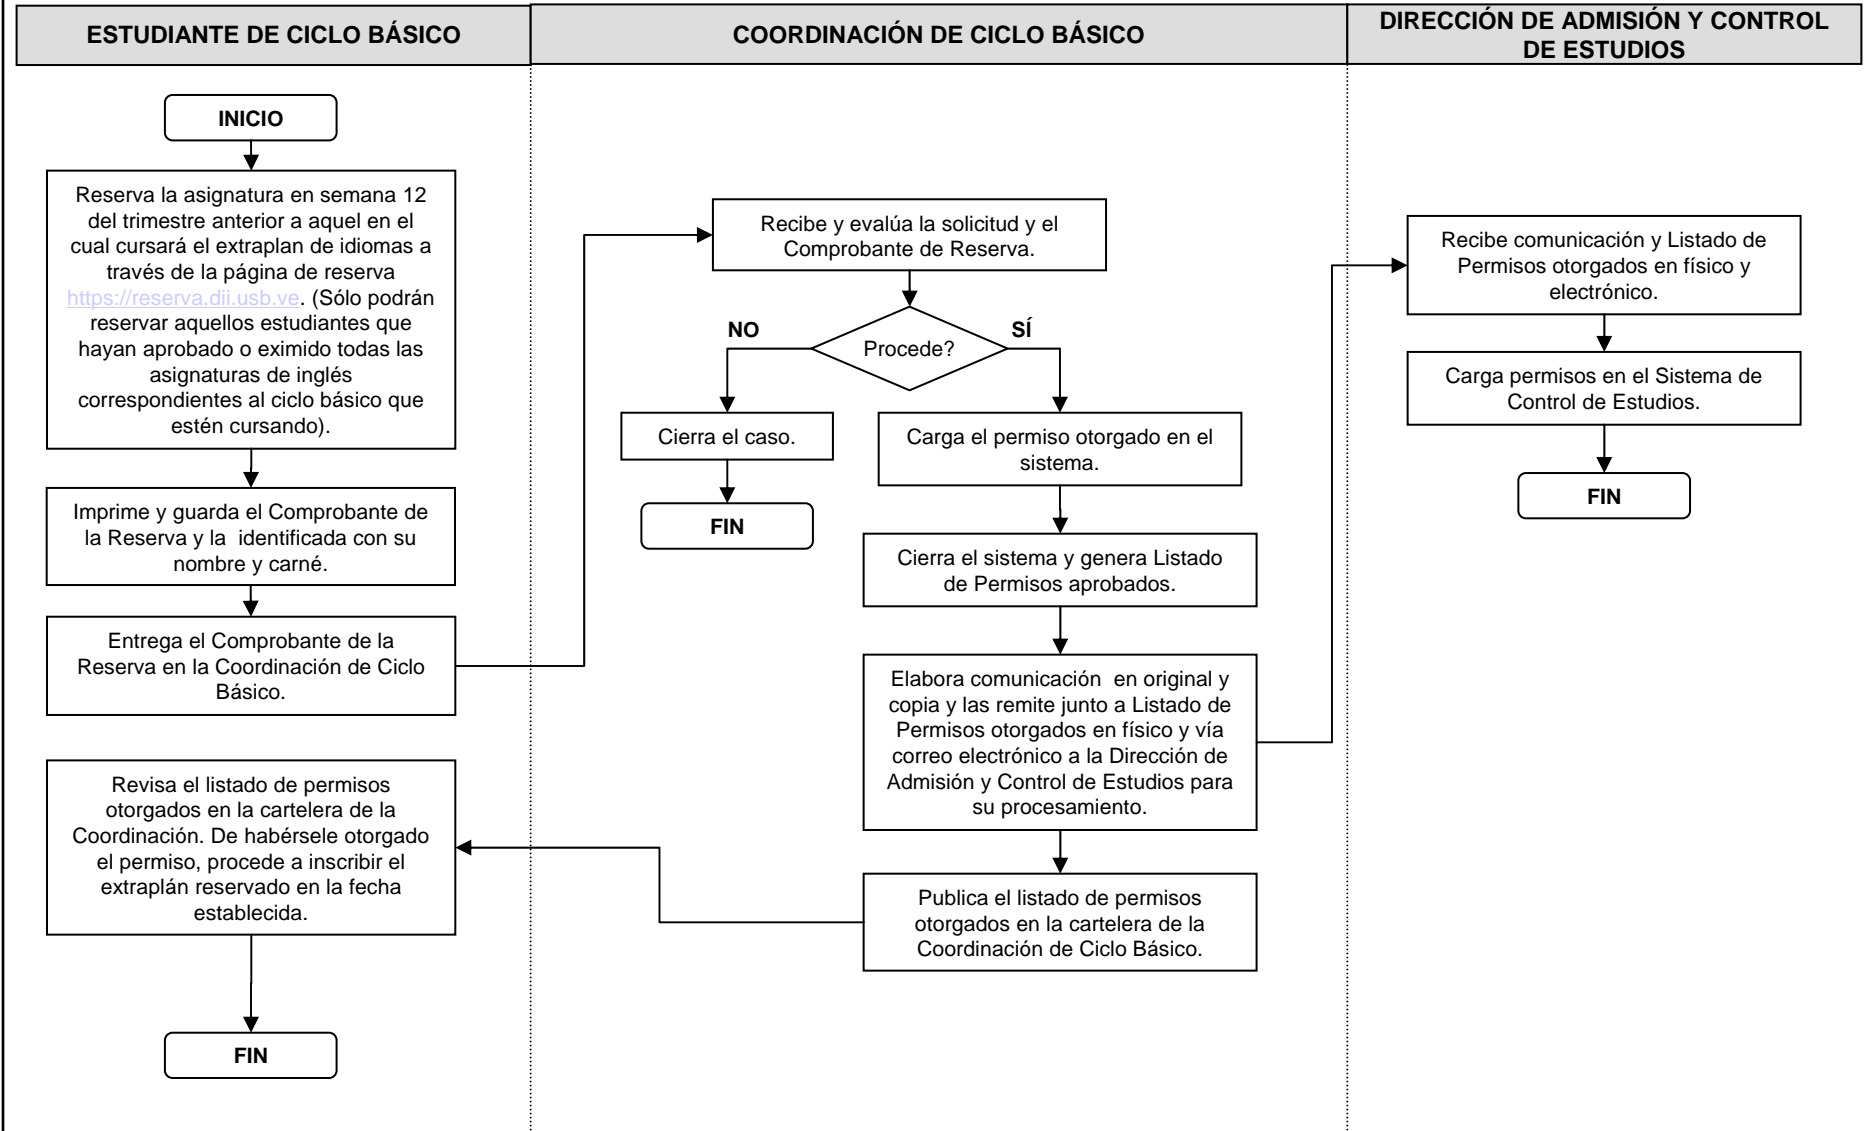 ESTUDIANTE DE CICLO BÁSICO
COORDINACIÓN DE CICLO BÁSICO
DIRECCIÓN DE ADMISIÓN Y CONTROL
DE ESTUDIOS
INICIO
Reserva la asignatura en semana 12
del trimestre anterior a aquel en el
cual cursará el extraplan de idiomas a
través de la página de reserva
https://reserva.dii.usb.ve. (Sólo podrán
reservar aquellos estudiantes que
hayan aprobado o eximido todas las
asignaturas de inglés
correspondientes al ciclo básico que
estén cursando).
Imprime y guarda el Comprobante de
la Reserva y la  identificada con su
nombre y carné.
Entrega el Comprobante de la
Reserva en la Coordinación de Ciclo
Básico.
Revisa el listado de permisos
otorgados en la cartelera de la
Coordinación. De habérsele otorgado
el permiso, procede a inscribir el
extraplán reservado en la fecha
establecida.
FIN
Recibe y evalúa la solicitud y el
Comprobante de Reserva.
Procede?
NO
SÍ
Cierra el caso.
FIN
Carga el permiso otorgado en el
sistema.
Cierra el sistema y genera Listado
de Permisos aprobados.
Elabora comunicación  en original y
copia y las remite junto a Listado de
Permisos otorgados en físico y vía
correo electrónico a la Dirección de
Admisión y Control de Estudios para
su procesamiento.
Publica el listado de permisos
otorgados en la cartelera de la
Coordinación de Ciclo Básico.
Recibe comunicación y Listado de
Permisos otorgados en físico y
electrónico.
Carga permisos en el Sistema de
Control de Estudios.
FIN